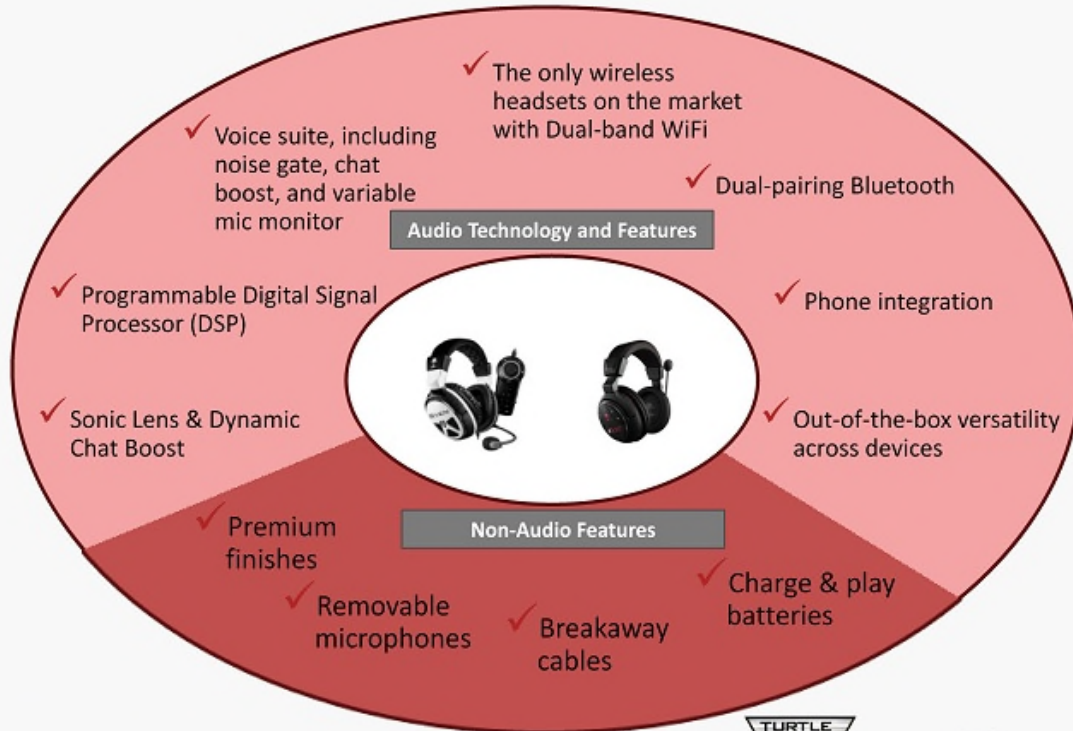 The only wireless
headsets on the market
with Dual-band WiFi
Voice suite, including
noise gate, chat
boost, and variable
mic monitor
Dual-pairing Bluetooth
Audio Technology and Features
Programmable Digital Signal
Processor (DSP)
Phone integration
Sonic Lens & Dynamic
Chat Boost
Out-of-the-box versatility
across devices
Non-Audio Features
Premium
finishes
Removable
microphones
Breakaway
cables
Charge & play
batteries
TURTLE